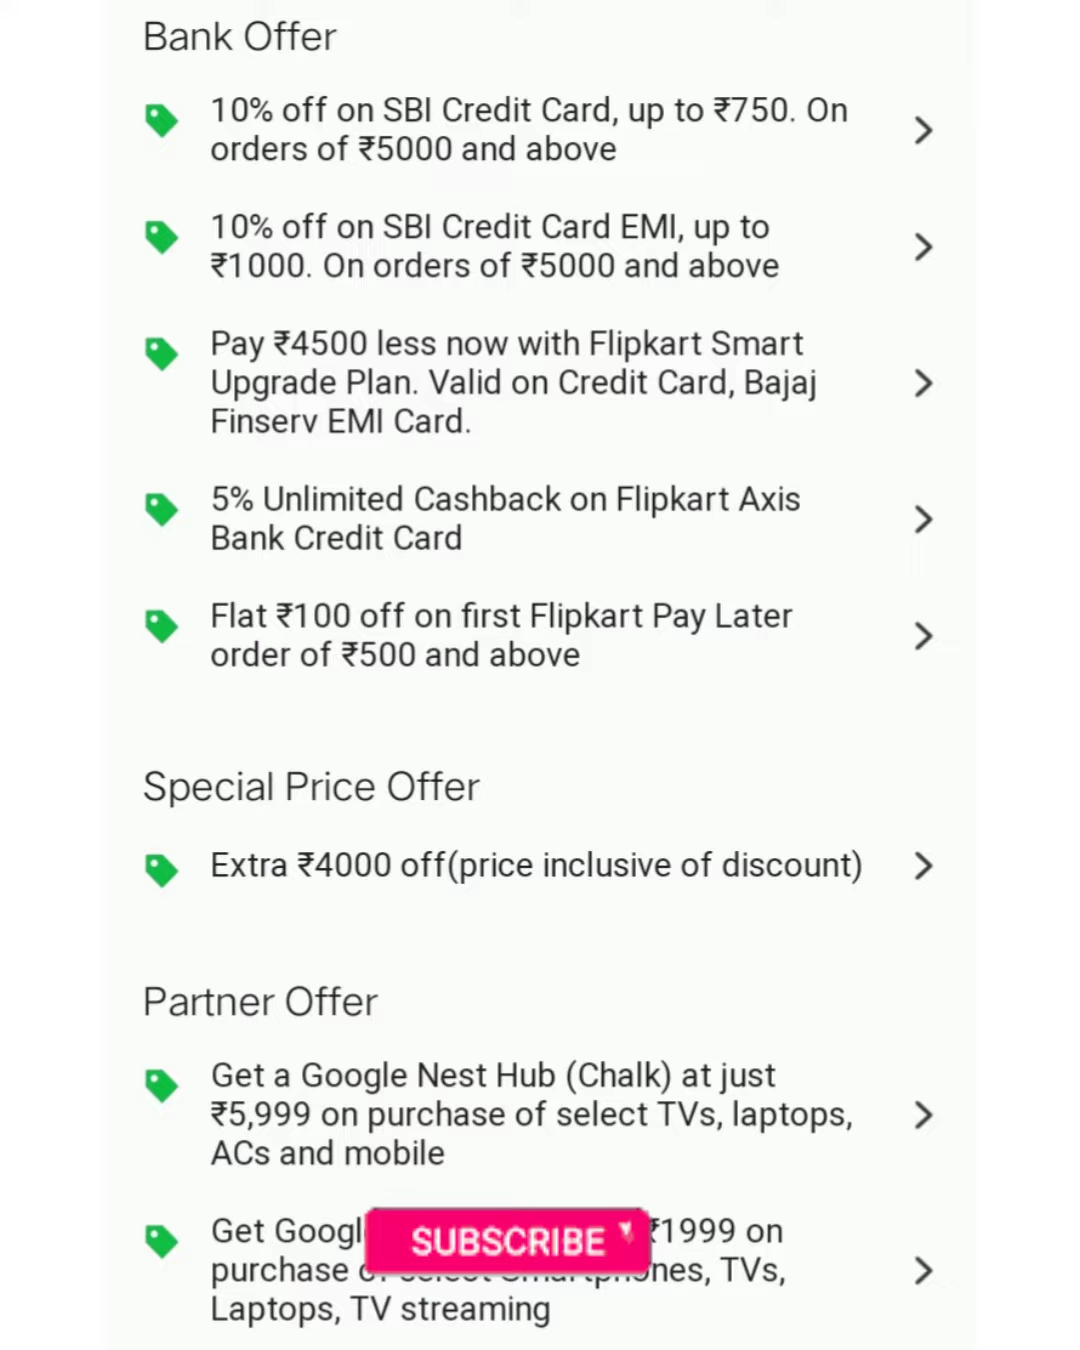 Bank Offer
10% off on SBI Credit Card, up to ₹750. On
orders of ₹5000 and above
10% off on SBI Credit Card EMI, up to
₹1000. On orders of ₹5000 and above
Pay ₹4500 less now with Flipkart Smart
Upgrade Plan. Valid on Credit Card, Bajaj
Finserv EMI Card.
5% Unlimited Cashback on Flipkart Axis
Bank Credit Card
Flat ₹100 off on first Flipkart Pay Later
order of ₹500 and above
Special Price Offer
Extra ₹4000 off(price inclusive of discount)
Partner Offer
Get a Google Nest Hub (Chalk) at just
₹5,999 on purchase of select TVs, laptops,
ACs and mobile
Get ₹1999 on
SUBSCRIBE
purchase TVs,
Laptops, TV streaming